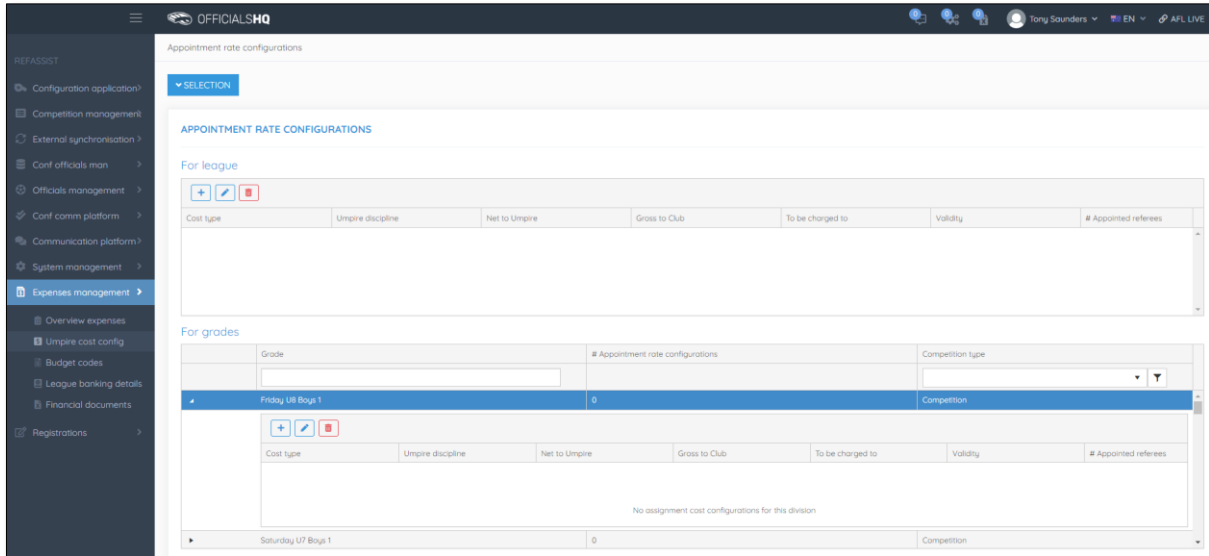 OFFICIALSHQ
0 0 0 Tony Saunders EN AFL LIVE
Appointment rate configurations
REFASSIST
SELECTION
Configuration application
Competition management
External synchronisation
Conf officials man
Officials management
Conf comm platform
Communication platform
System management
Expenses management
Overview expenses
Umpire cost config
Budget codes
League banking details
Financial documents
Registrations
APPOINTMENT RATE CONFIGURATIONS
For league
Cost type Umpire discipline Net to Umpire Gross to Club To be charged to Validity # Appointed referees
For grades
Grade # Appointment rate configurations Competition type
Friday U8 Boys 1 0 Competition
Cost type Umpire discipline Net to Umpire Gross to Club To be charged to Validity # Appointed referees
No assignment cost configurations for this division
Saturday U7 Boys 1 0 Competition